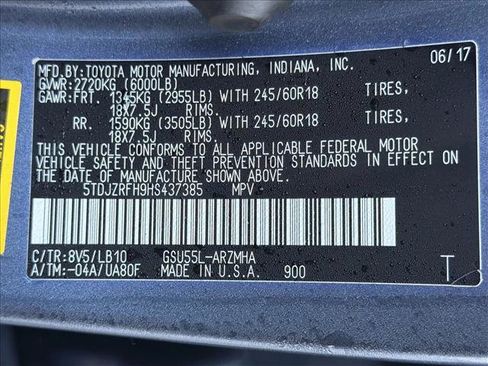 MFD.BY:TOYOTA MOTOR MANUFACTURING, INDIANA, INC. 06/17
GVWR:2720KG (6000LB)
GAWR:FRT. 1345KG (2955LB) WITH 245/60R18 TIRES,
18X7.5J RIMS.
RR. 1590KG (3505LB) WITH 245/60R18 TIRES,
18X7.5J RIMS.
THIS VEHICLE CONFORMS TO ALL APPLICABLE FEDERAL MOTOR
VEHICLE SAFETY AND THEFT PREVENTION STANDARDS IN EFFECT ON
THE DATE OF MANUFACTURE SHOWN ABOVE.
5TDJZRFH9HS437385 MPV
C/TR:8V5/LB10 GSU55L-ARZMHA
A/TM:-04A/UA80F MADE IN U.S.A. 900 T